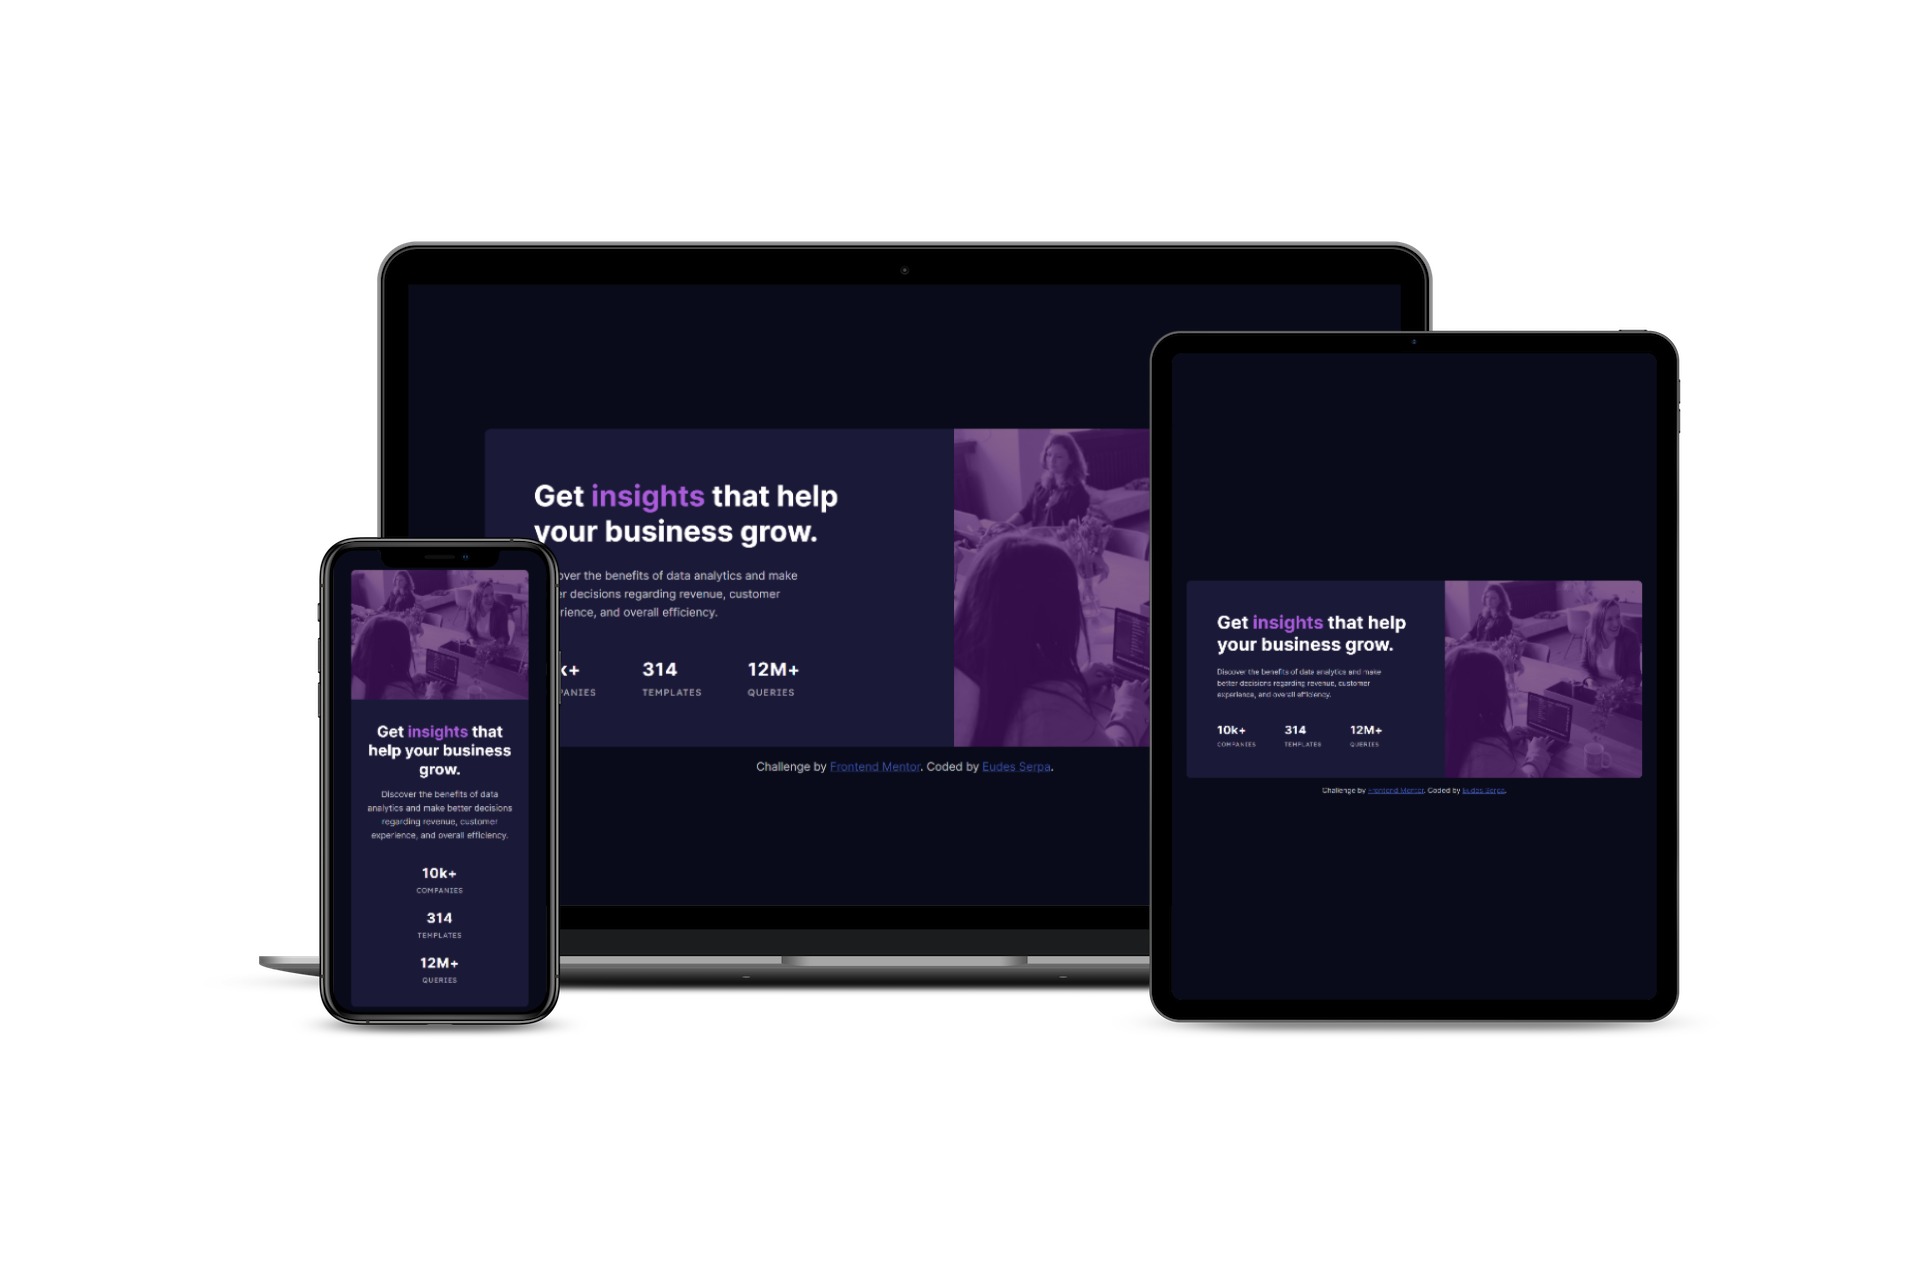 Get insights that help
your business grow.
over the benefits of data analytics and make
er decisions regarding revenue, customer
rience, and overall efficiency.
k+ 314 12M+
PANIES TEMPLATES QUERIES
Challenge by Frontend Mentor. Coded by Eudes Serpa.
Get insights that
help your business
grow.
Discover the benefits of data
analytics and make better decisions
regarding revenue, customer
experience, and overall efficiency.
10k+
COMPANIES
314
TEMPLATES
12M+
QUERIES
Get insights that help
your business grow.
Discover the benefits of data analytics and make
better decisions regarding revenue, customer
experience, and overall efficiency.
10k+ 314 12M+
COMPANIES TEMPLATES QUERIES
Challenge by Frontend Mentor. Coded by Eudes Serpa.